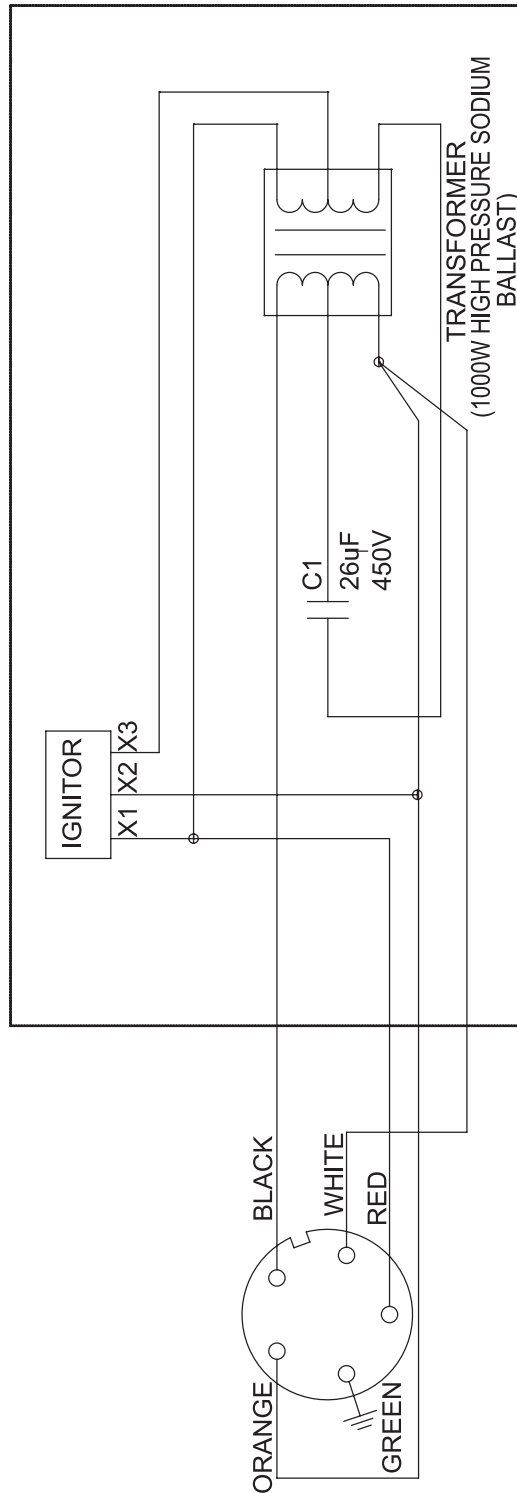 IGNITOR
X1
X2
X3
C1
26uF
450V
TRANSFORMER
(1000W HIGH PRESSURE SODIUM
BALLAST)
ORANGE
BLACK
WHITE
RED
GREEN